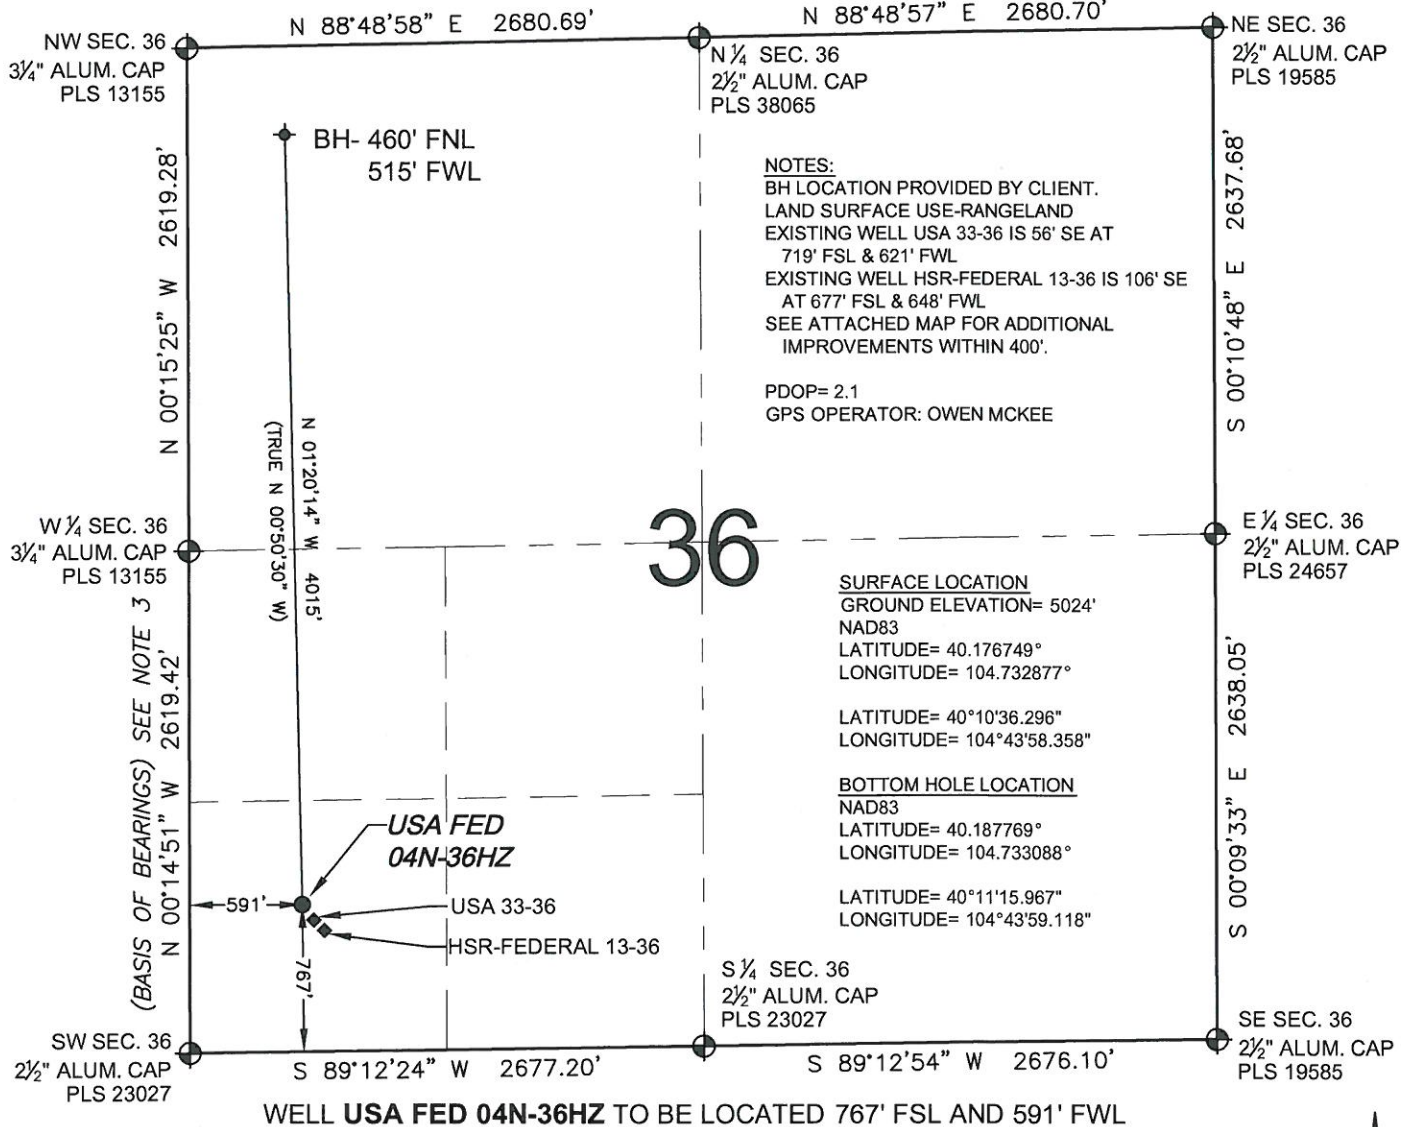 N 88°48'58" E 2680.69'
N 88°48'57" E 2680.70'
NW SEC. 36
3¼" ALUM. CAP
PLS 13155
N ¼ SEC. 36
2½" ALUM. CAP
PLS 38065
NE SEC. 36
2½" ALUM. CAP
PLS 19585
BH- 460' FNL
515' FWL
N 00°15'25" W 2619.28'
NOTES:
BH LOCATION PROVIDED BY CLIENT.
LAND SURFACE USE-RANGELAND
EXISTING WELL USA 33-36 IS 56' SE AT
719' FSL & 621' FWL
EXISTING WELL HSR-FEDERAL 13-36 IS 106' SE
AT 677' FSL & 648' FWL
SEE ATTACHED MAP FOR ADDITIONAL
IMPROVEMENTS WITHIN 400'.
PDOP= 2.1
GPS OPERATOR: OWEN MCKEE
S 00°10'48" E 2637.68'
N 01°20'14" W 4015'
(TRUE N 00°50'30" W)
W ¼ SEC. 36
3¼" ALUM. CAP
PLS 13155
36
E ¼ SEC. 36
2½" ALUM. CAP
PLS 24657
SURFACE LOCATION
GROUND ELEVATION= 5024'
NAD83
LATITUDE= 40.176749°
LONGITUDE= 104.732877°
LATITUDE= 40°10'36.296"
LONGITUDE= 104°43'58.358"
BOTTOM HOLE LOCATION
NAD83
LATITUDE= 40.187769°
LONGITUDE= 104.733088°
LATITUDE= 40°11'15.967"
LONGITUDE= 104°43'59.118"
(BASIS OF BEARINGS) SEE NOTE 3
N 00°14'51" W 2619.42'
S 00°09'33" E 2638.05'
USA FED
04N-36HZ
591'
USA 33-36
HSR-FEDERAL 13-36
767'
S ¼ SEC. 36
2½" ALUM. CAP
PLS 23027
SW SEC. 36
2½" ALUM. CAP
PLS 23027
S 89°12'24" W 2677.20'
S 89°12'54" W 2676.10'
SE SEC. 36
2½" ALUM. CAP
PLS 19585
WELL USA FED 04N-36HZ TO BE LOCATED 767' FSL AND 591' FWL